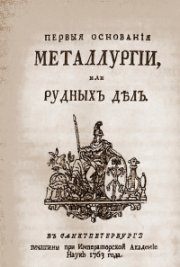 ПЕРВЫЯ ОСНОВАНІЯ
МЕТАЛЛУРГІИ,
ИЛИ
РУДНЫХЪ ДѢЛЪ.
ВЪ САНКТПЕТЕРБУРГѢ
печатаны при Императорской Академіи
Наукъ 1763 года.